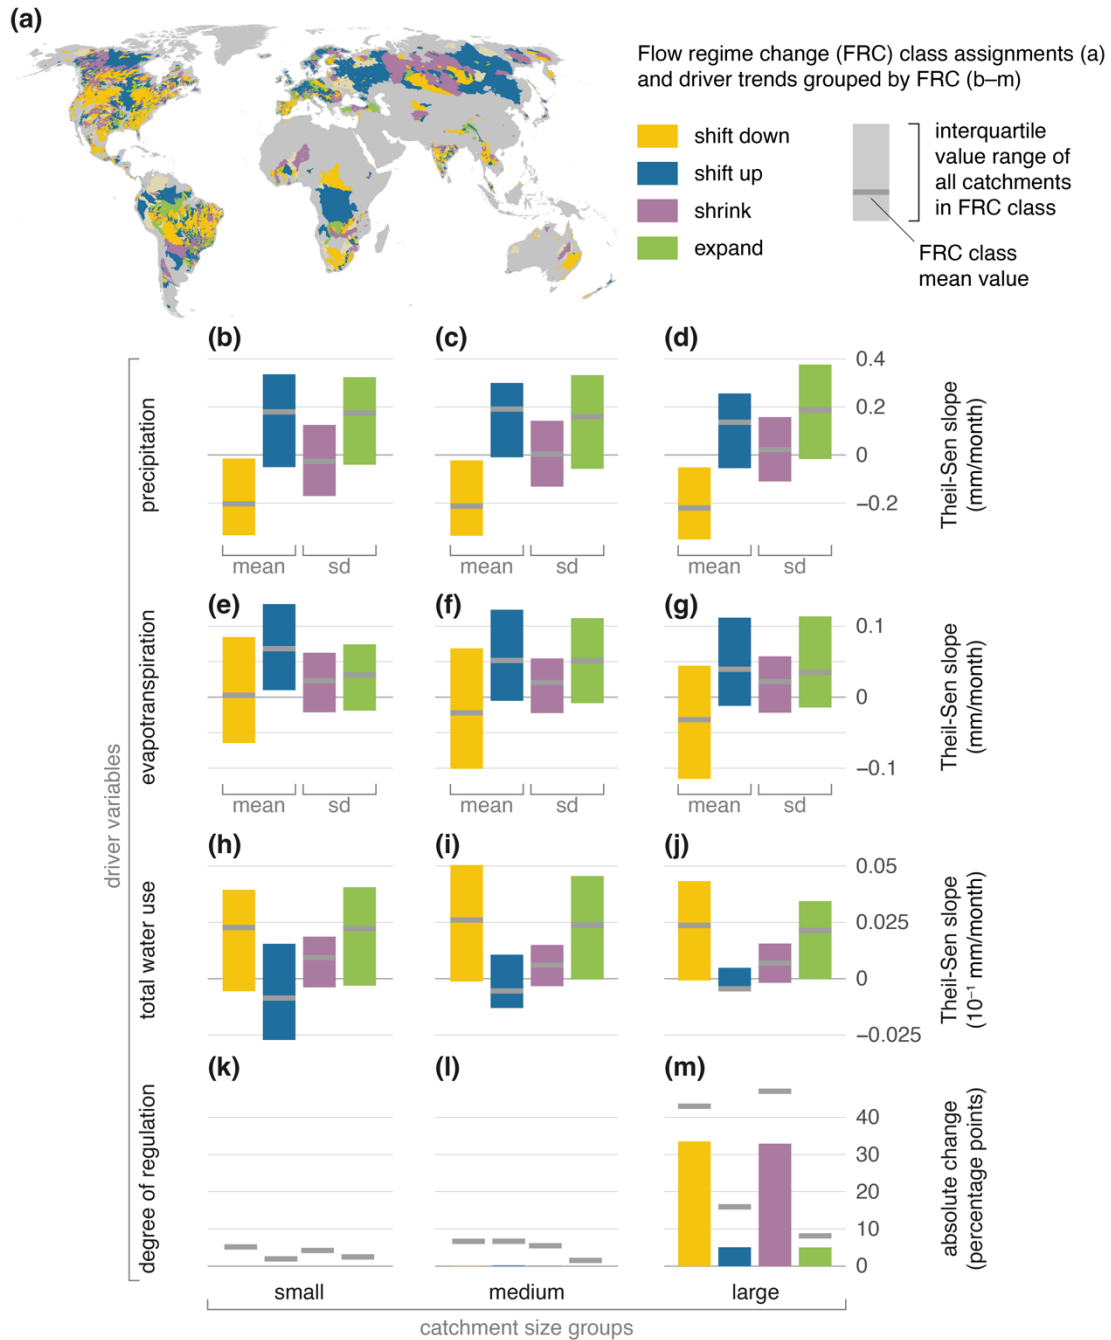 (a)
Flow regime change (FRC) class assignments (a)
and driver trends grouped by FRC (b–m)
shift down
shift up
shrink
expand
interquartile
value range of
all catchments
in FRC class
FRC class
mean value
(b)
(c)
(d)
precipitation
0.4
0.2
0
−0.2
Theil-Sen slope
(mm/month)
mean
sd
mean
sd
mean
sd
(e)
(f)
(g)
evapotranspiration
0.1
0
−0.1
Theil-Sen slope
(mm/month)
mean
sd
mean
sd
mean
sd
driver variables
(h)
(i)
(j)
total water use
0.05
0.025
0
−0.025
Theil-Sen slope
(10⁻¹ mm/month)
(k)
(l)
(m)
degree of regulation
40
30
20
10
0
absolute change
(percentage points)
small
medium
large
catchment size groups